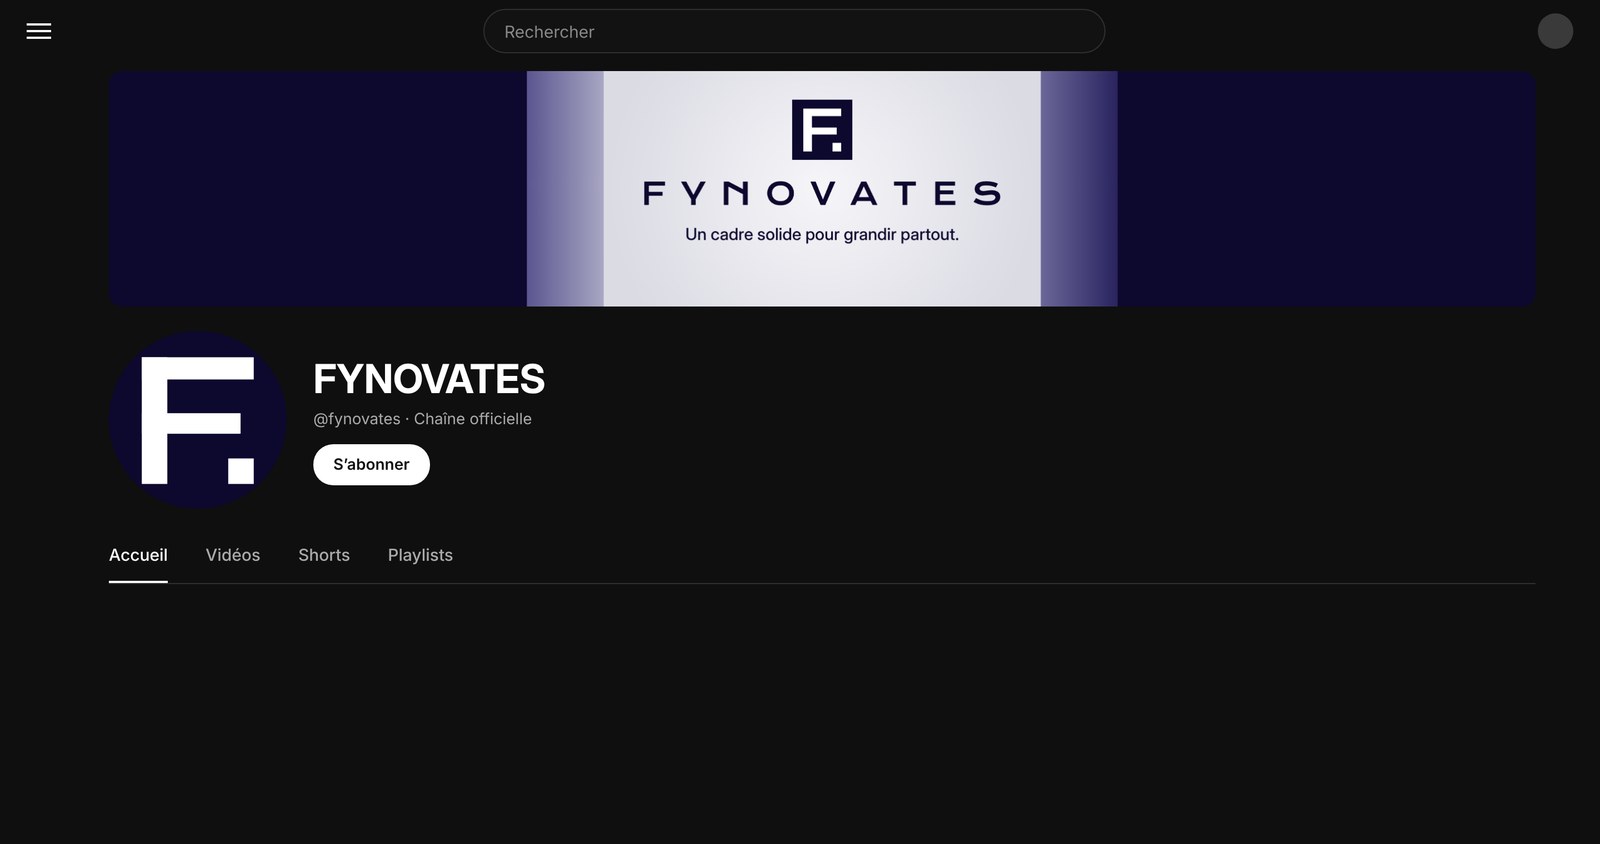 Rechercher
F.
FYNOVATES
Un cadre solide pour grandir partout.
F.
FYNOVATES
@fynovates · Chaîne officielle
S’abonner
Accueil Vidéos Shorts Playlists